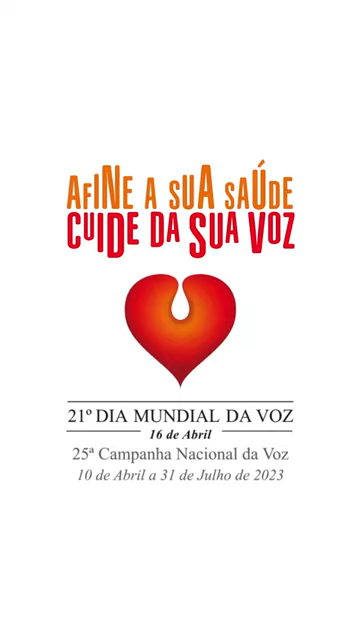 AFINE A SUA SAÚDE
CUIDE DA SUA VOZ
21º DIA MUNDIAL DA VOZ
16 de Abril
25ª Campanha Nacional da Voz
10 de Abril a 31 de Julho de 2023